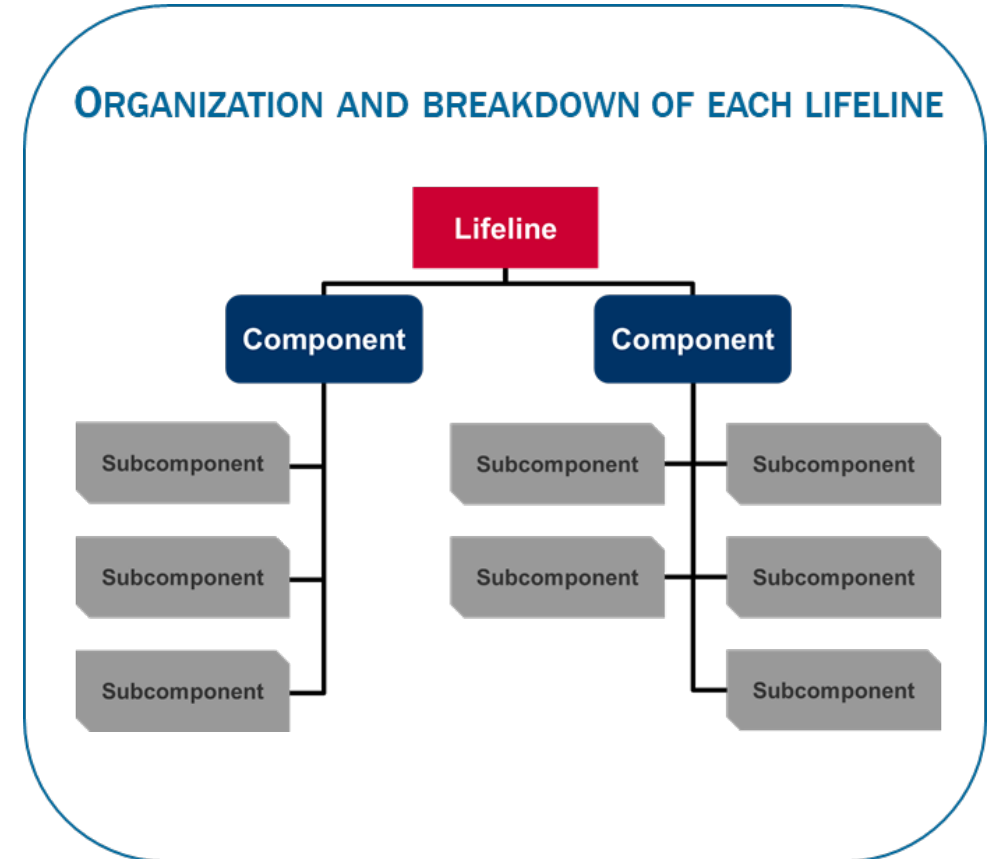 ORGANIZATION AND BREAKDOWN OF EACH LIFELINE
Lifeline
Component
Component
Subcomponent
Subcomponent
Subcomponent
Subcomponent
Subcomponent
Subcomponent
Subcomponent
Subcomponent